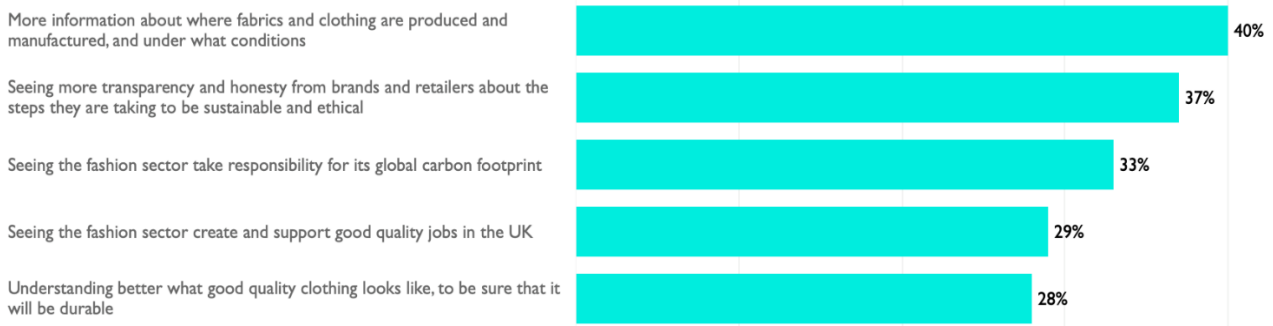 More information about where fabrics and clothing are produced and
manufactured, and under what conditions
40%
Seeing more transparency and honesty from brands and retailers about the
steps they are taking to be sustainable and ethical
37%
Seeing the fashion sector take responsibility for its global carbon footprint
33%
Seeing the fashion sector create and support good quality jobs in the UK
29%
Understanding better what good quality clothing looks like, to be sure that it
will be durable
28%